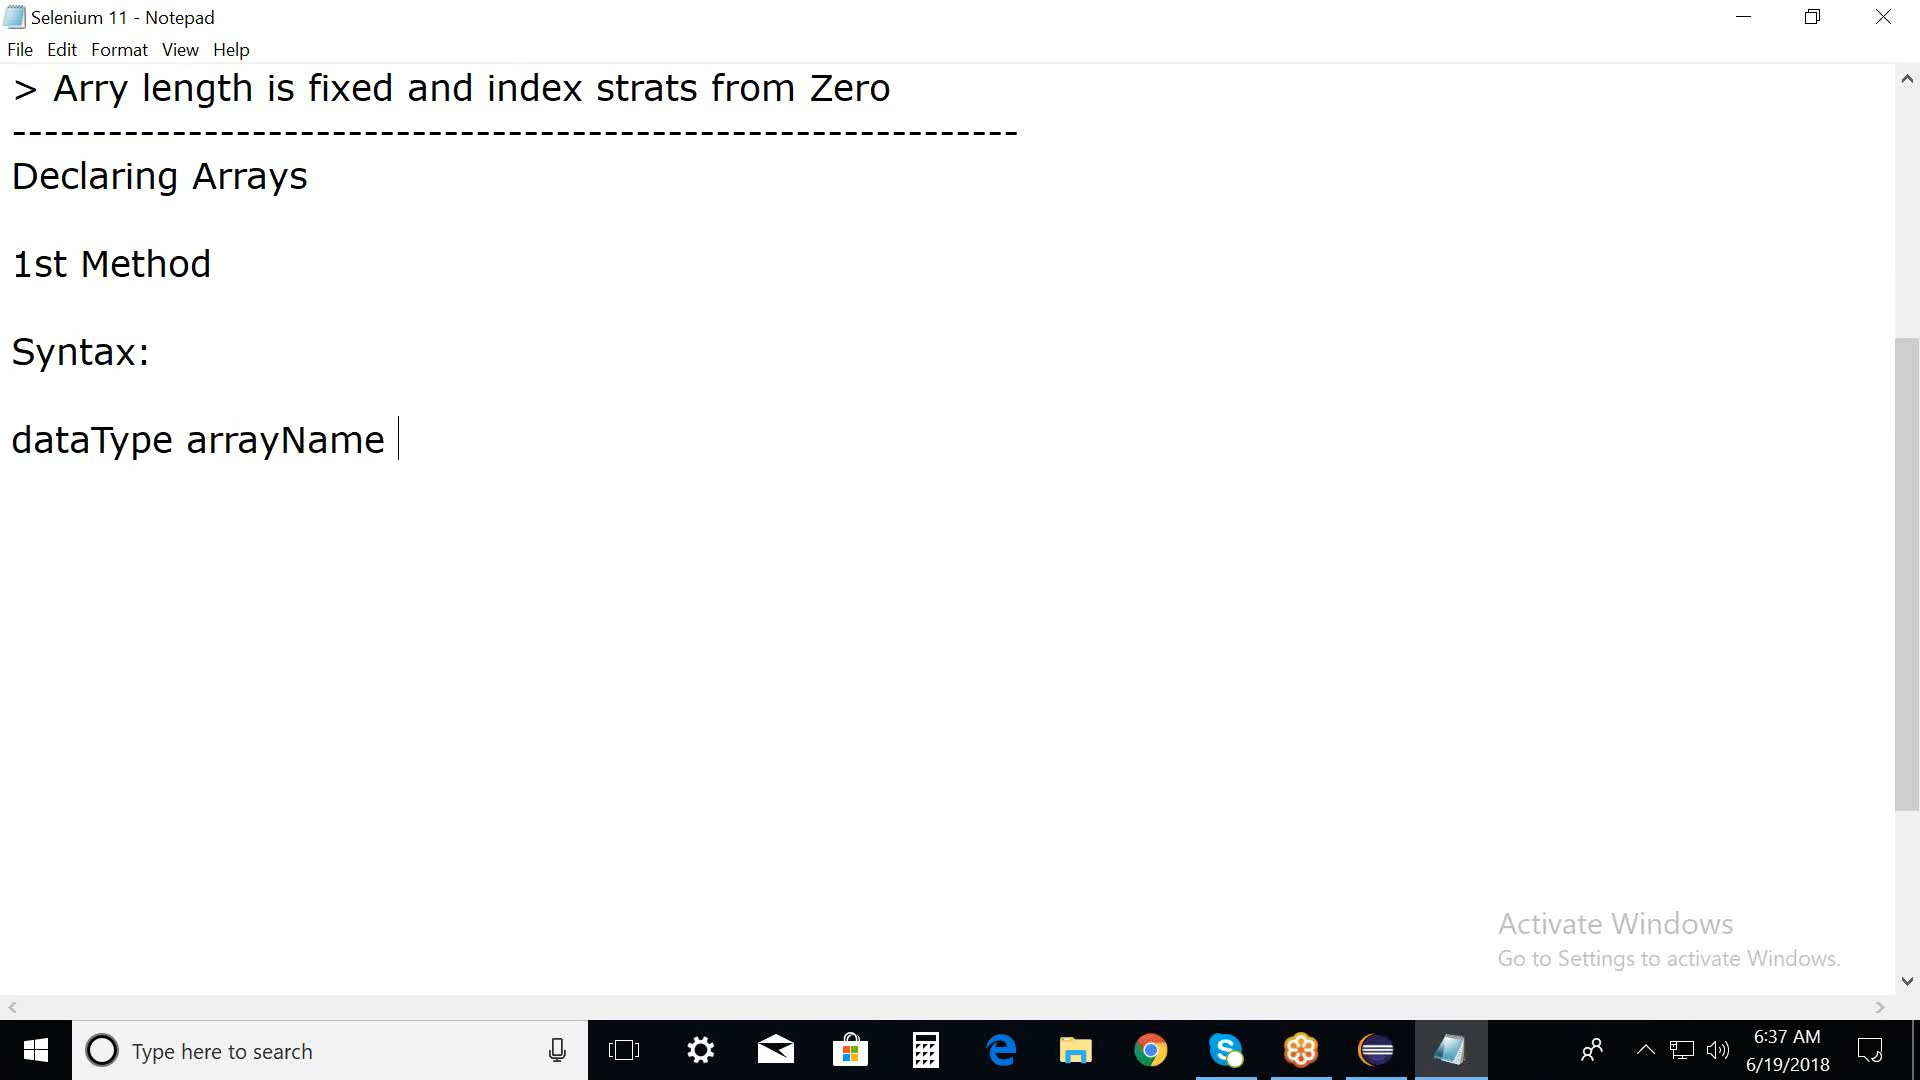 Selenium 11 - Notepad
File Edit Format View Help
> Arry length is fixed and index strats from Zero
---------------------------------------------------------------
Declaring Arrays
1st Method
Syntax:
dataType arrayName
Activate Windows
Go to Settings to activate Windows.
Type here to search
6:37 AM
6/19/2018